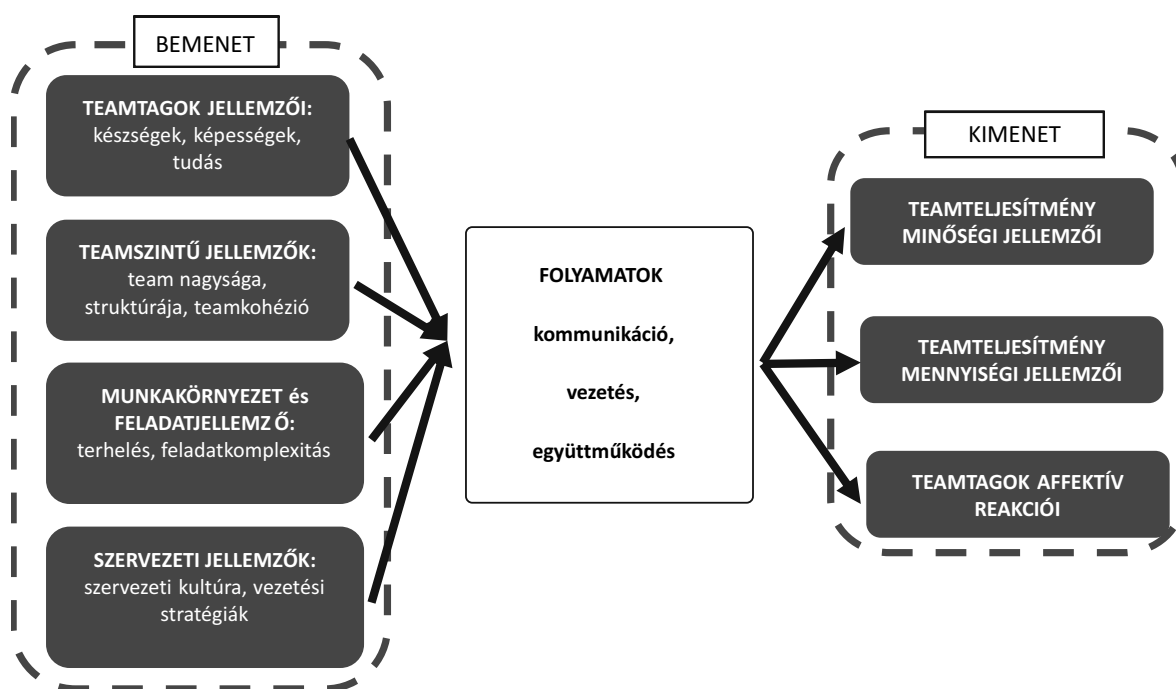 BEMENET
TEAMTAGOK JELLEMZŐI:
készségek, képességek,
tudás
TEAMSZINTŰ JELLEMZŐK:
team nagysága,
struktúrája, teamkohézió
MUNKAKÖRNYEZET és
FELADATJELLEMZ Ő:
terhelés, feladatkomplexitás
SZERVEZETI JELLEMZŐK:
szervezeti kultúra, vezetési
stratégiák
FOLYAMATOK
kommunikáció,
vezetés,
együttműködés
KIMENET
TEAMTELJESÍTMÉNY
MINŐSÉGI JELLEMZŐI
TEAMTELJESÍTMÉNY
MENNYISÉGI JELLEMZŐI
TEAMTAGOK AFFEKTÍV
REAKCIÓI